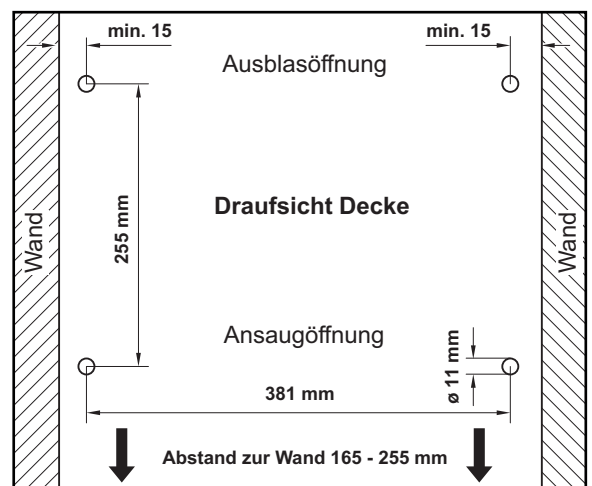 min. 15
min. 15
Ausblasöffnung
Draufsicht Decke
255 mm
Wand
Wand
Ansaugöffnung
ø 11 mm
381 mm
Abstand zur Wand 165 - 255 mm